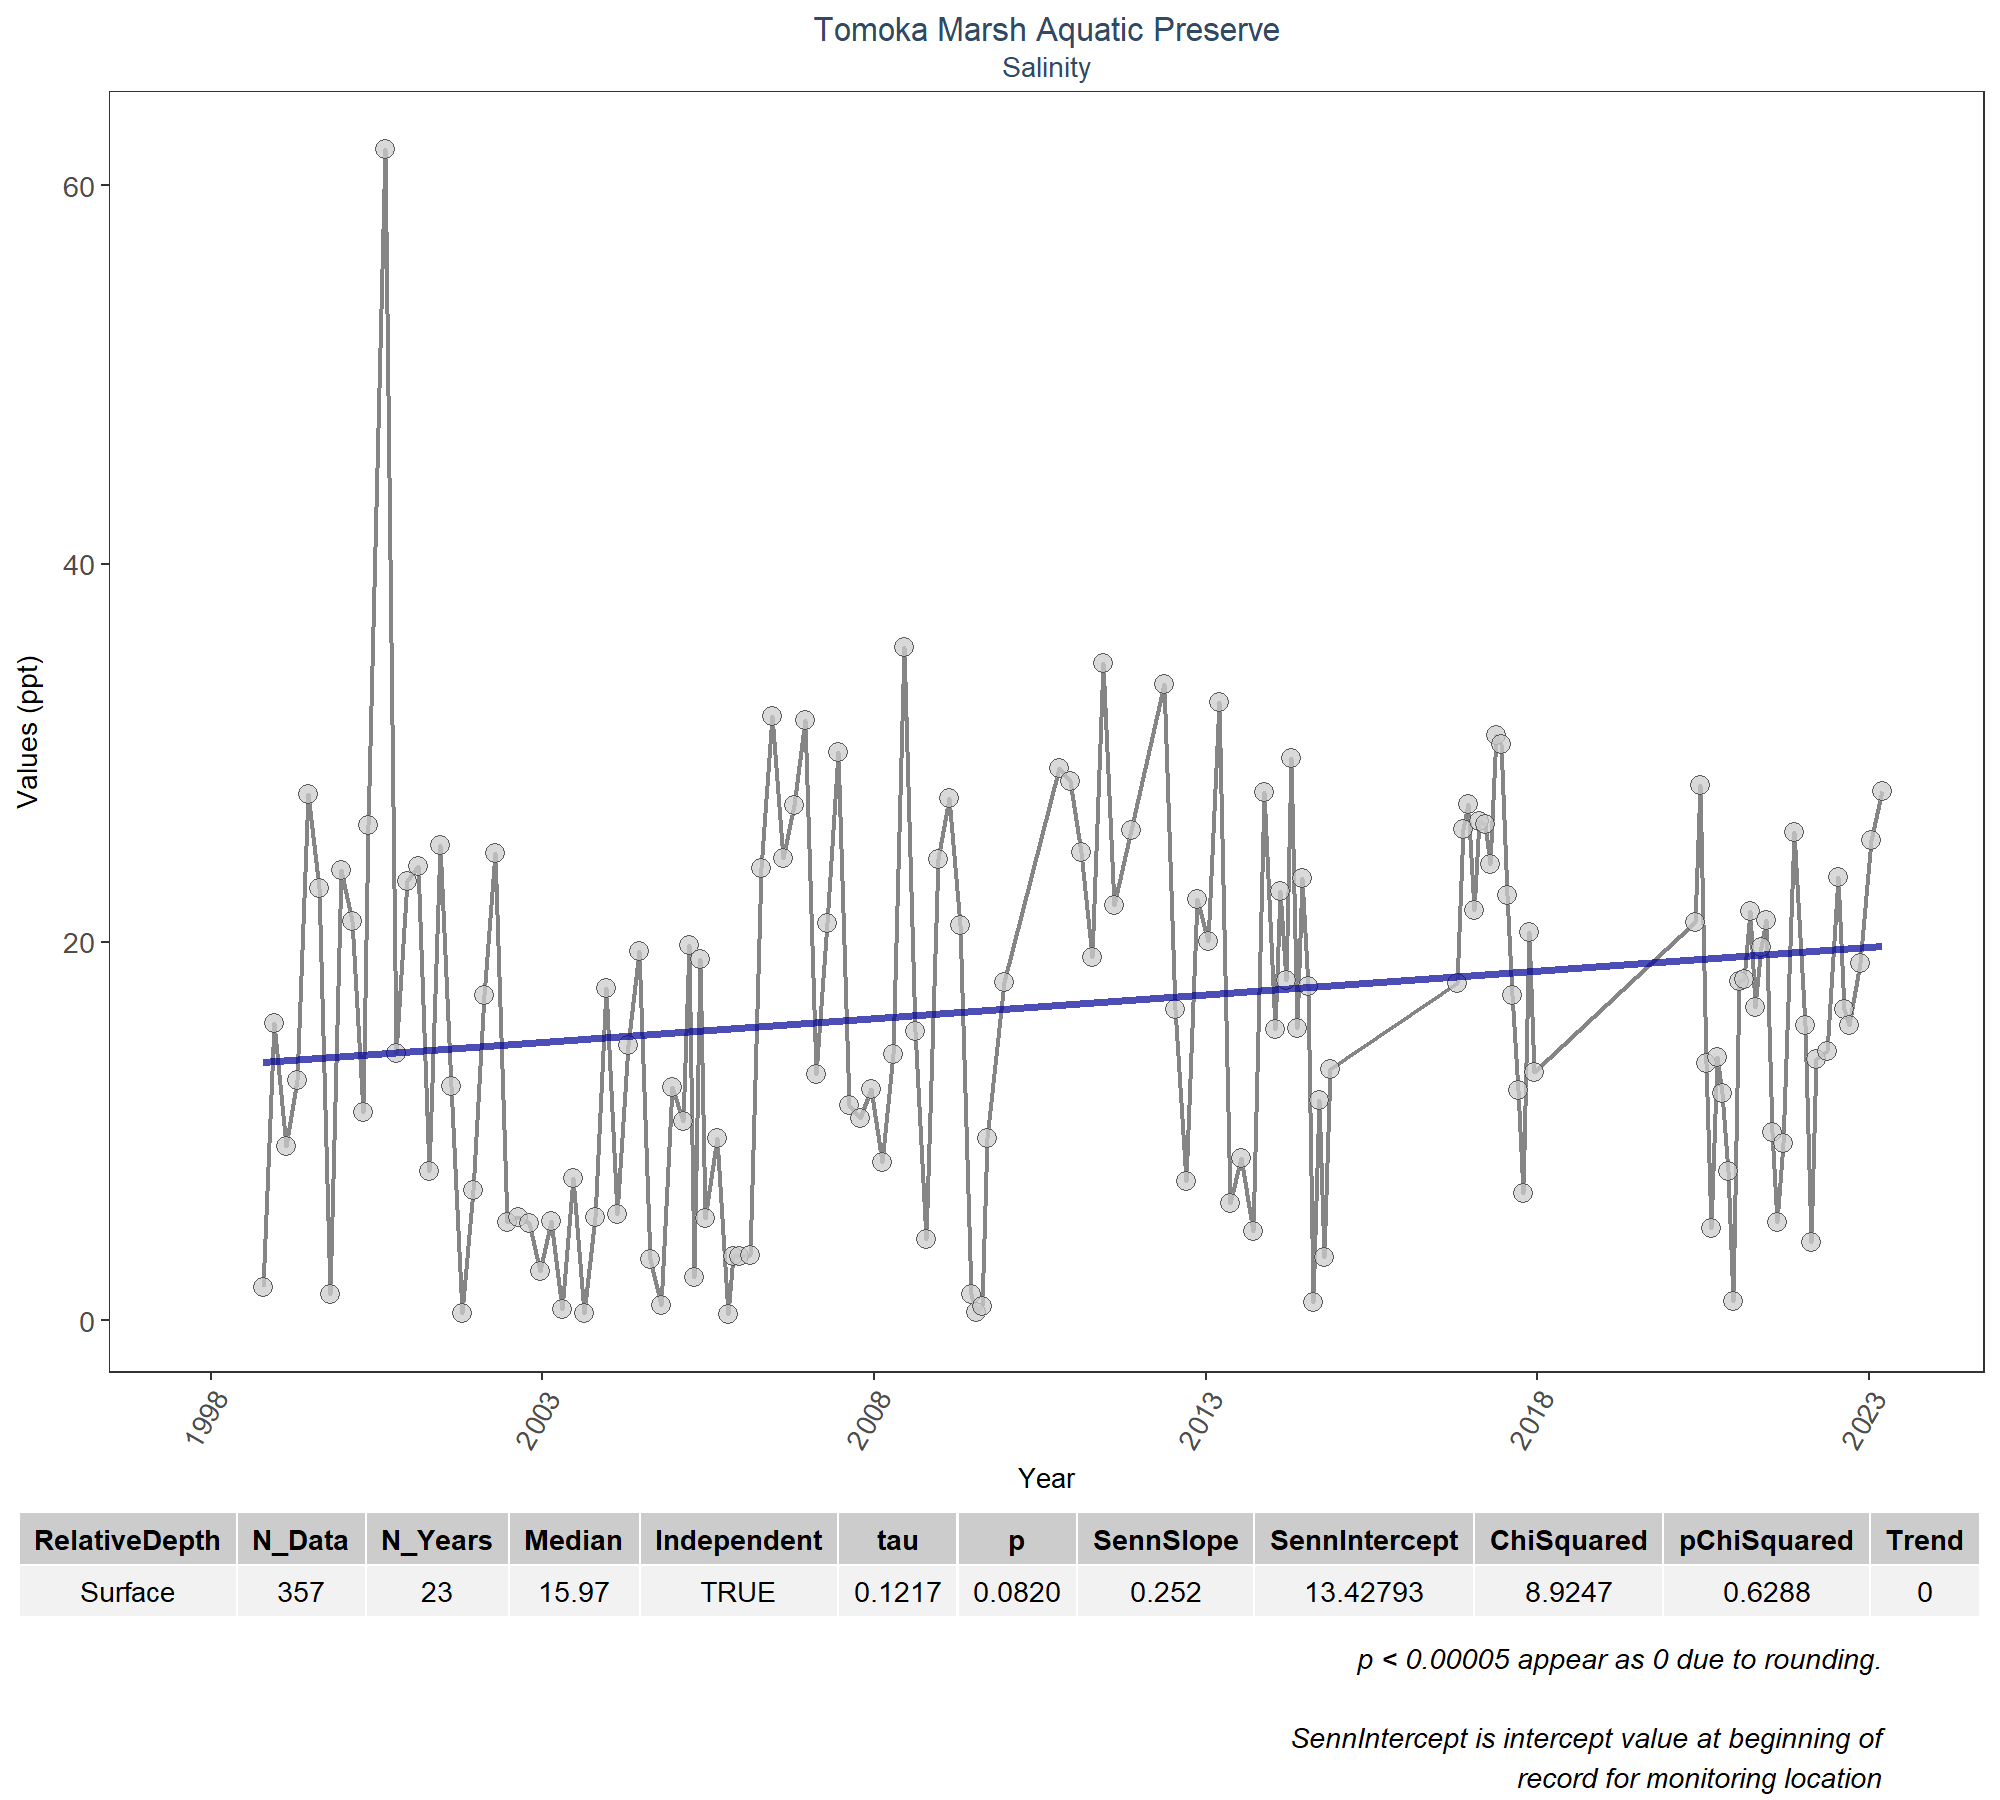 Tomoka Marsh Aquatic Preserve
Salinity
60
40
20
0
Values (ppt)
1998
2003
2008
2013
2018
2023
Year
RelativeDepth N_Data N_Years Median Independent tau p SennSlope SennIntercept ChiSquared pChiSquared Trend
Surface 357 23 15.97 TRUE 0.1217 0.0820 0.252 13.42793 8.9247 0.6288 0
p < 0.00005 appear as 0 due to rounding.
SennIntercept is intercept value at beginning of
record for monitoring location